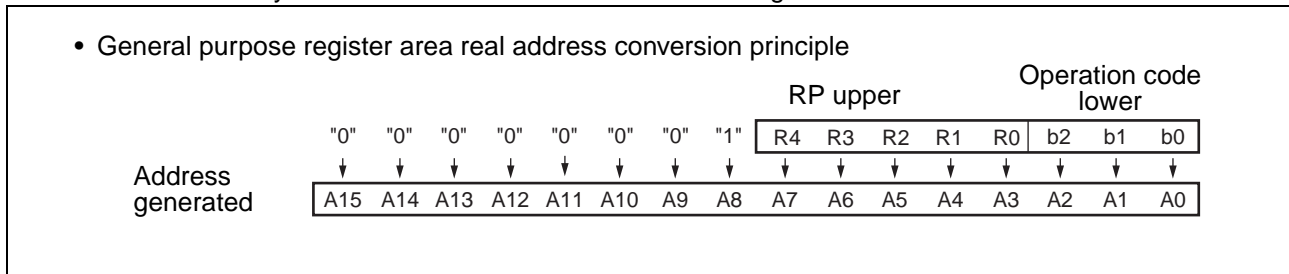 • General purpose register area real address conversion principle
Operation code
RP upper lower
"0" "0" "0" "0" "0" "0" "0" "1" R4 R3 R2 R1 R0 b2 b1 b0
Address
generated A15 A14 A13 A12 A11 A10 A9 A8 A7 A6 A5 A4 A3 A2 A1 A0